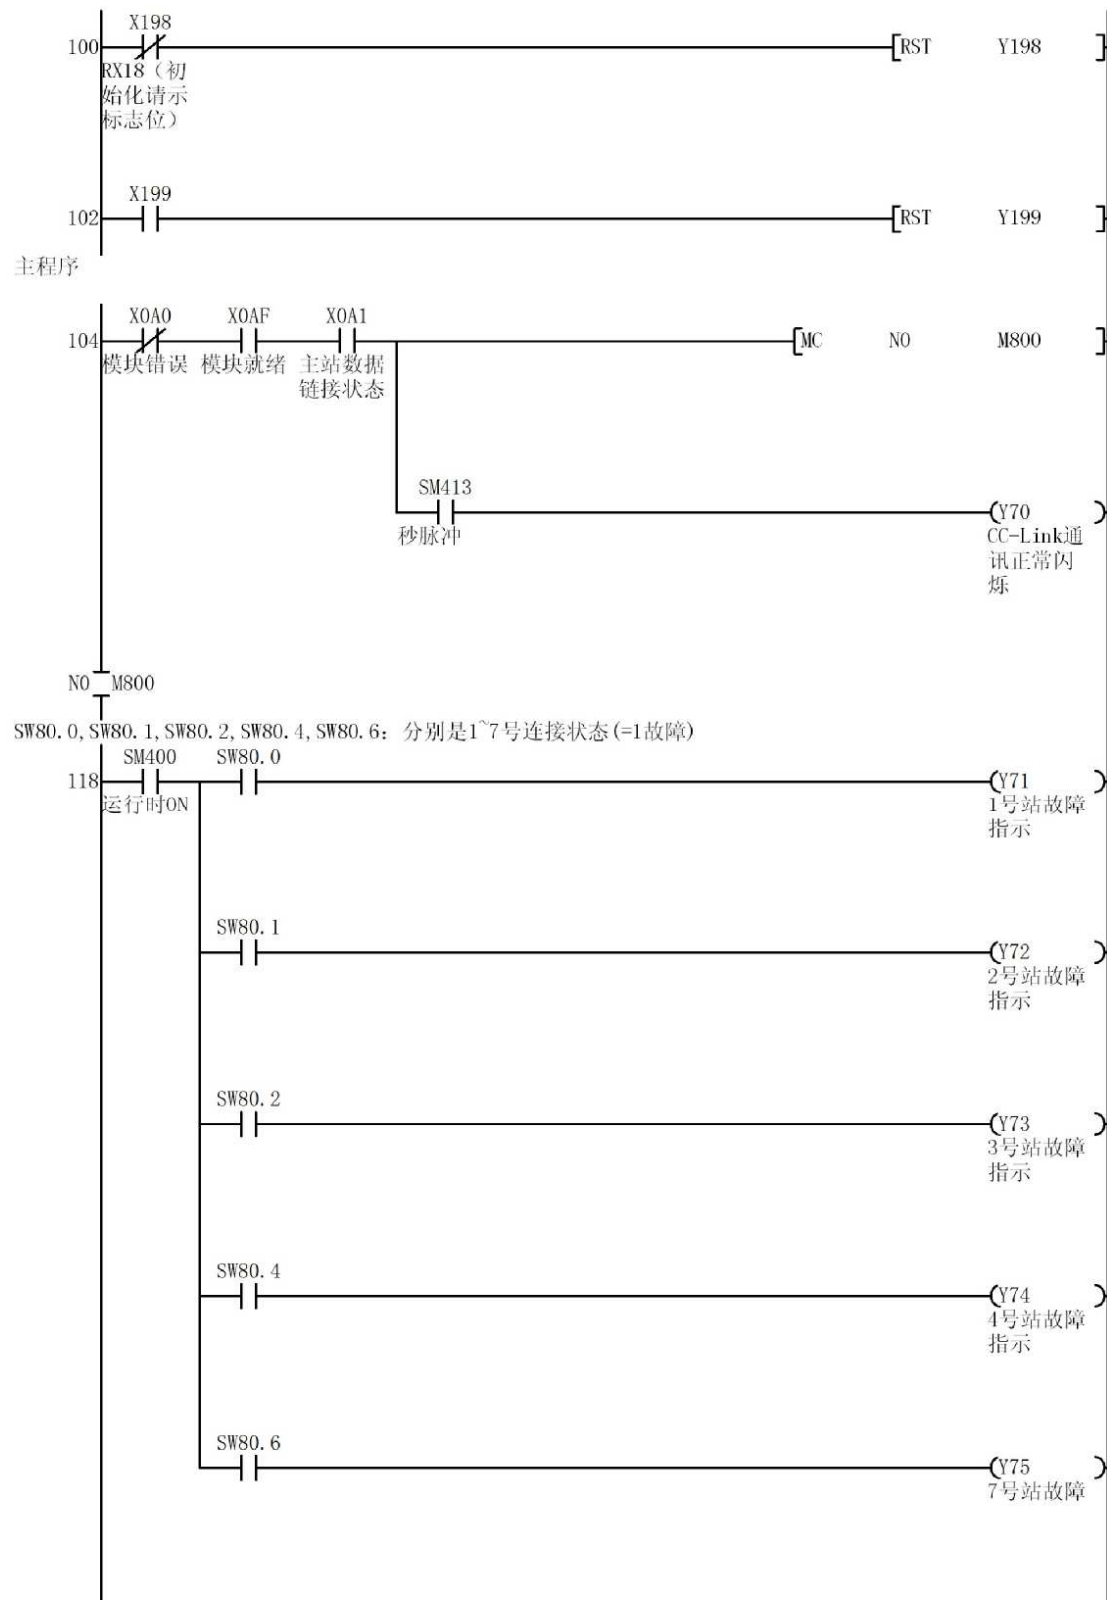 X198
100 [RST Y198 ]
RX18（初
始化请示
标志位）
X199
102 [RST Y199 ]
主程序
X0A0 X0AF X0A1
104 [MC N0 M800 ]
模块错误 模块就绪 主站数据
链接状态
SM413
(Y70 )
秒脉冲 CC-Link通
讯正常闪
烁
N0 M800
SW80.0,SW80.1,SW80.2,SW80.4,SW80.6：分别是1~7号连接状态(=1故障)
SM400 SW80.0
118 (Y71 )
运行时ON 1号站故障
指示
SW80.1
(Y72 )
2号站故障
指示
SW80.2
(Y73 )
3号站故障
指示
SW80.4
(Y74 )
4号站故障
指示
SW80.6
(Y75 )
7号站故障